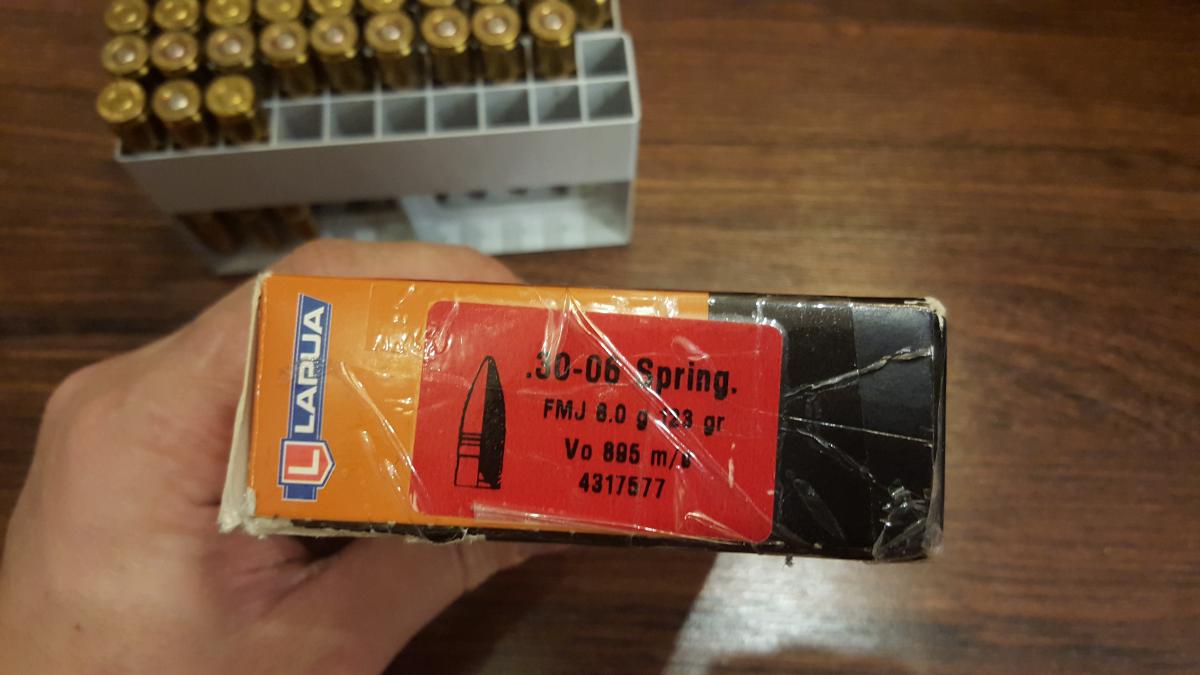 LAPUA
L
.30-06 Spring.
FMJ 8.0 g 123 gr
Vo 895 m/s
4317577